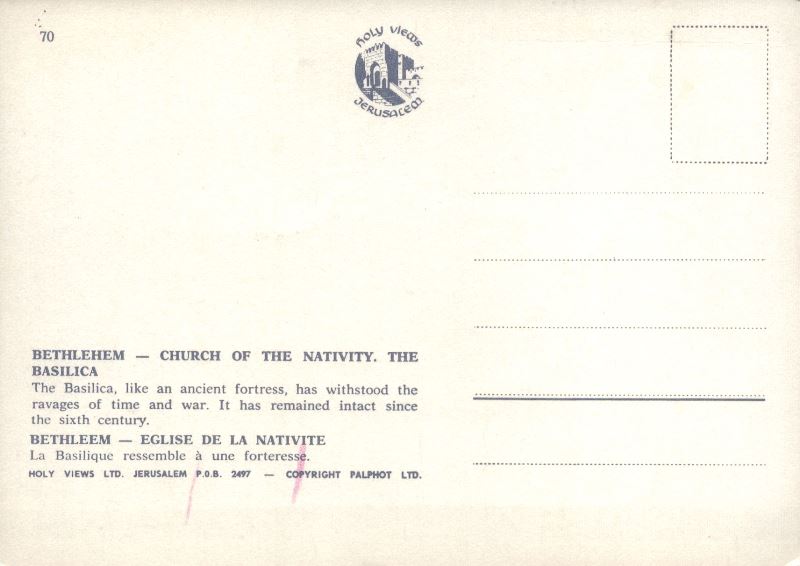 70
HOLY VIEWS
JERUSALEM
BETHLEHEM — CHURCH OF THE NATIVITY. THE
BASILICA
The Basilica, like an ancient fortress, has withstood the
ravages of time and war. It has remained intact since
the sixth century.
BETHLEEM — EGLISE DE LA NATIVITE
La Basilique ressemble à une forteresse.
HOLY VIEWS LTD. JERUSALEM P.O.B. 2497 — COPYRIGHT PALPHOT LTD.